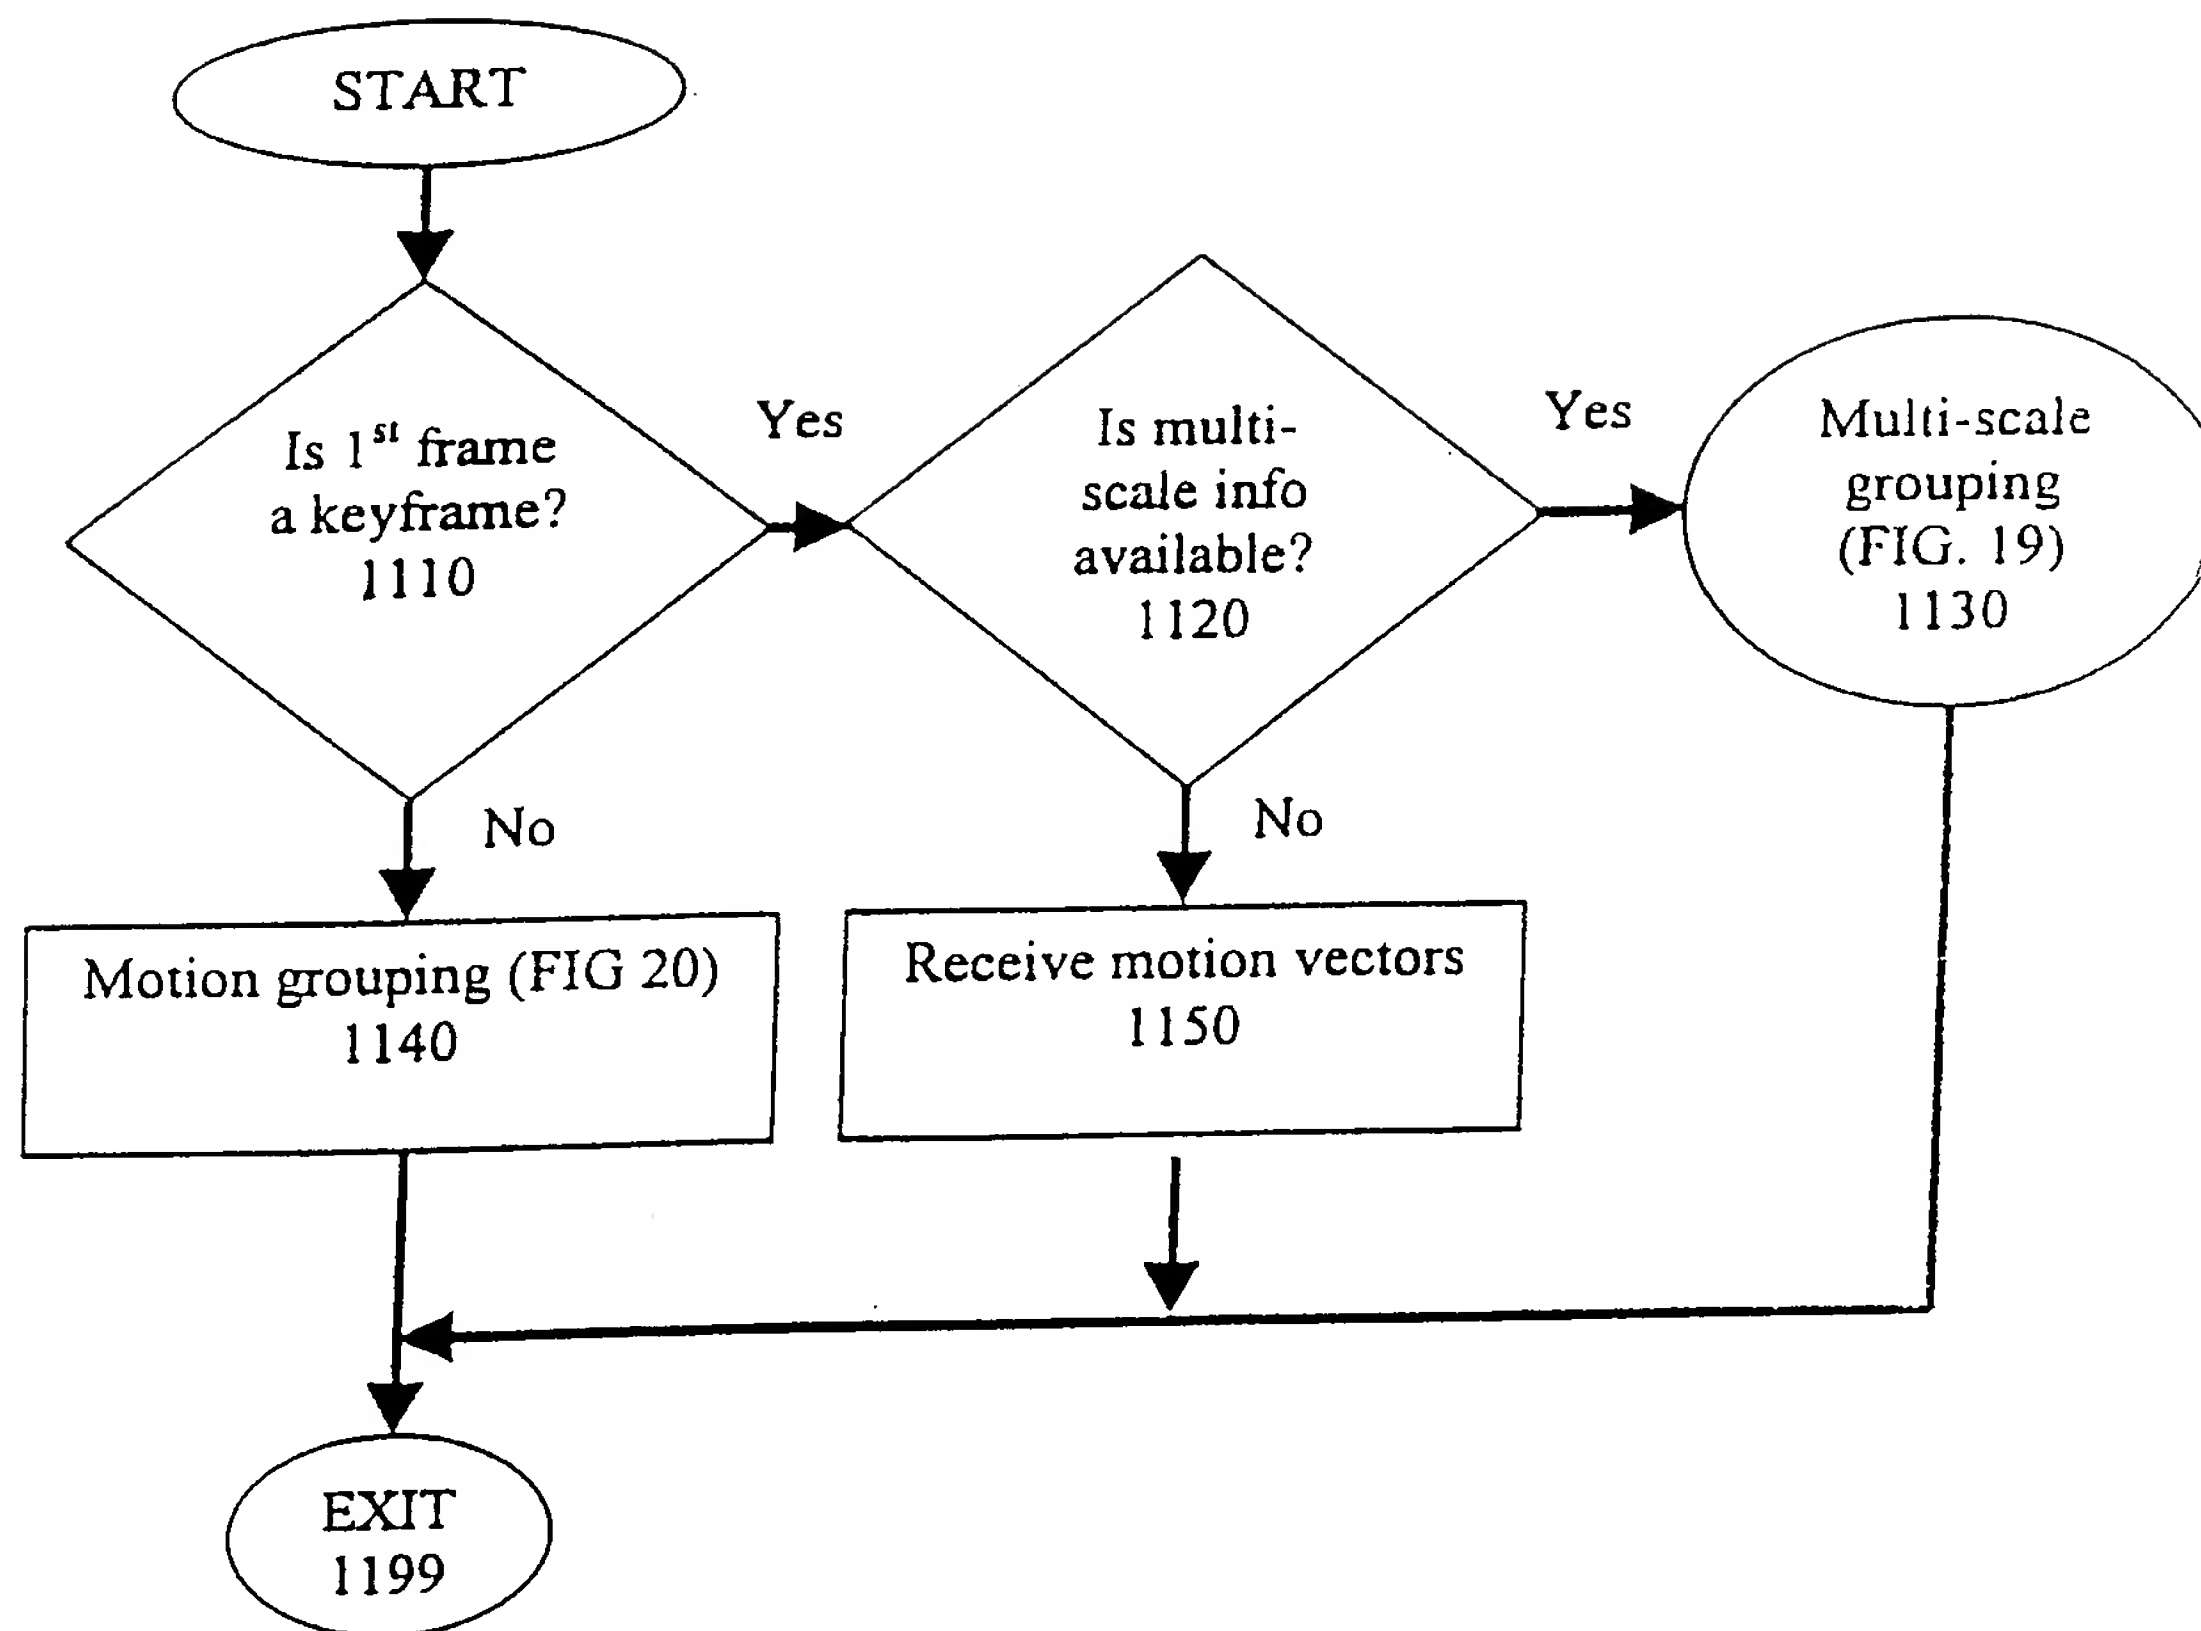 START
Is 1st frame
a keyframe?
1110
Yes
Is multi-
scale info
available?
1120
Yes
Multi-scale
grouping
(FIG. 19)
1130
No
No
Motion grouping (FIG 20)
1140
Receive motion vectors
1150
EXIT
1199